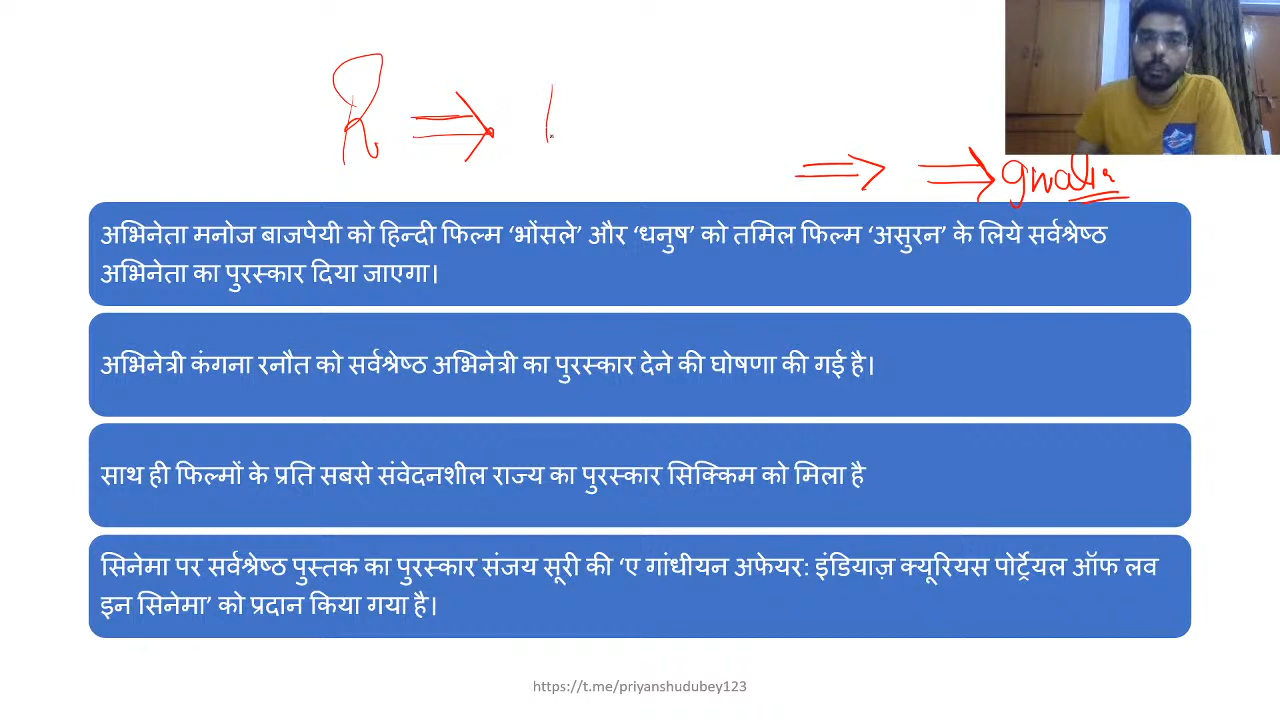 gwalir
अभिनेता मनोज बाजपेयी को हिन्दी फिल्म ‘भोंसले’ और ‘धनुष’ को तमिल फिल्म ‘असुरन’ के लिये सर्वश्रेष्ठ
अभिनेता का पुरस्कार दिया जाएगा।
अभिनेत्री कंगना रनौत को सर्वश्रेष्ठ अभिनेत्री का पुरस्कार देने की घोषणा की गई है।
साथ ही फिल्मों के प्रति सबसे संवेदनशील राज्य का पुरस्कार सिक्किम को मिला है
सिनेमा पर सर्वश्रेष्ठ पुस्तक का पुरस्कार संजय सूरी की ‘ए गांधीयन अफेयर: इंडियाज़ क्यूरियस पोर्ट्रेयल ऑफ लव
इन सिनेमा’ को प्रदान किया गया है।
https://t.me/priyanshudubey123